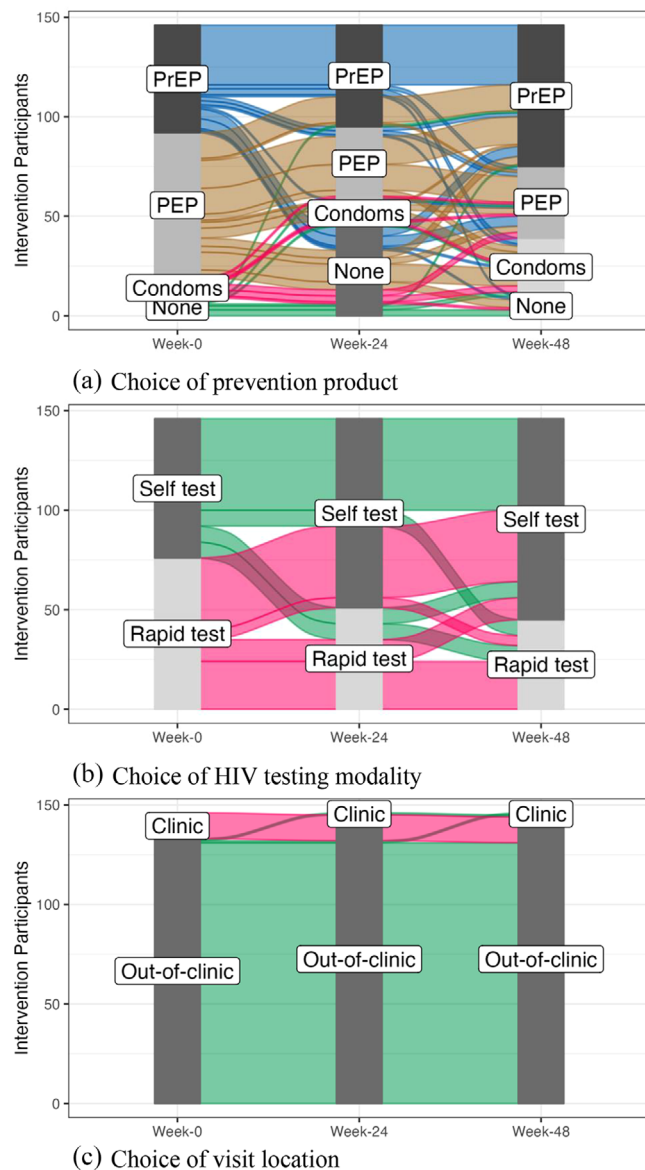 Intervention Participants
150
100
50
0
PrEP
PEP
Condoms
None
PrEP
PEP
Condoms
None
PrEP
PEP
Condoms
None
Week-0
Week-24
Week-48
(a) Choice of prevention product
Intervention Participants
150
100
50
0
Self test
Rapid test
Self test
Rapid test
Self test
Rapid test
Week-0
Week-24
Week-48
(b) Choice of HIV testing modality
Intervention Participants
150
100
50
0
Clinic
Out-of-clinic
Clinic
Out-of-clinic
Clinic
Out-of-clinic
Week-0
Week-24
Week-48
(c) Choice of visit location